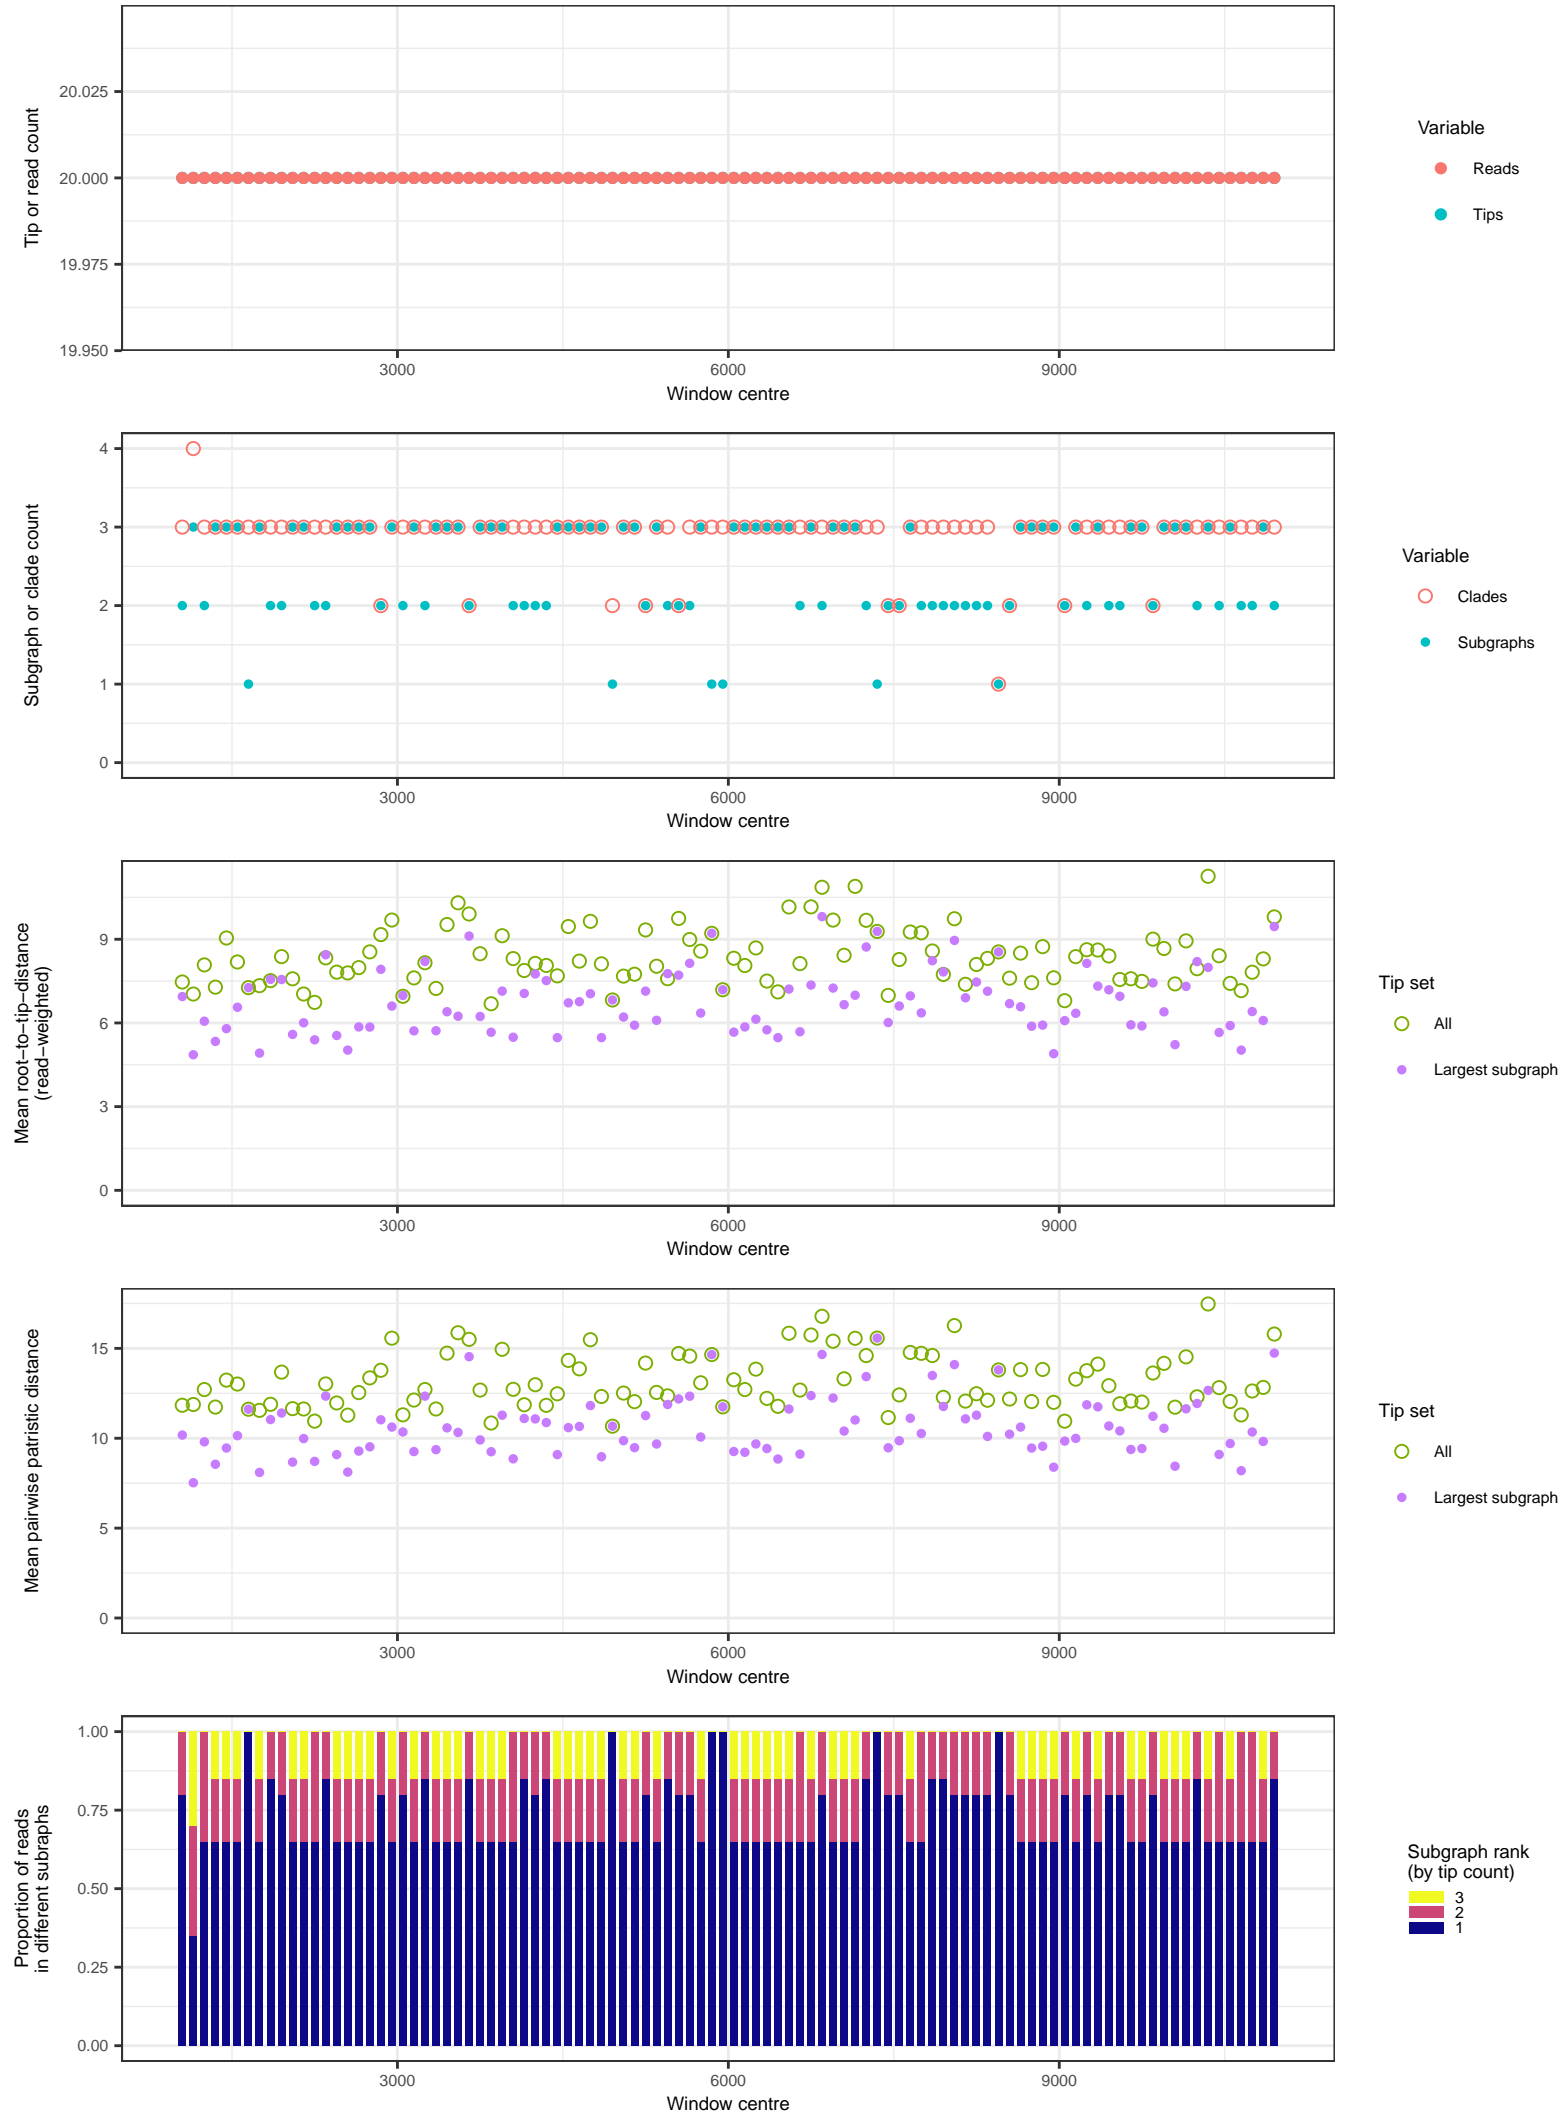 20.025
20.000
19.975
19.950
Tip or read count
3000 6000 9000
Window centre
Variable
Reads
Tips
4
3
2
1
0
Subgraph or clade count
3000 6000 9000
Window centre
Variable
Clades
Subgraphs
9
6
3
0
Mean root-to-tip-distance
(read-weighted)
3000 6000 9000
Window centre
Tip set
All
Largest subgraph
15
10
5
0
Mean pairwise patristic distance
3000 6000 9000
Window centre
Tip set
All
Largest subgraph
1.00
0.75
0.50
0.25
0.00
Proportion of reads
in different subraphs
3000 6000 9000
Window centre
Subgraph rank
(by tip count)
3
2
1